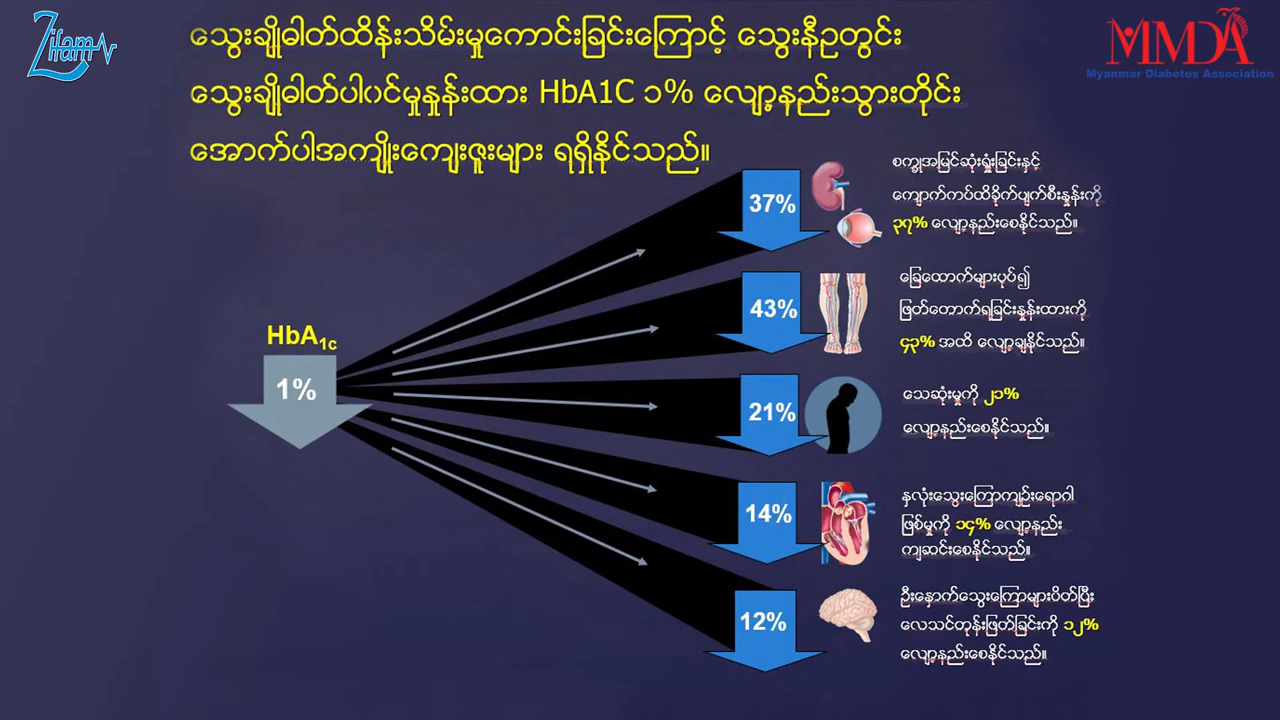 Zifam
MMDA
Myanmar Diabetes Association
သွေးချိုဓါတ်ထိန်းသိမ်းမှုကောင်းခြင်းကြောင့် သွေးနီဥတွင်း
သွေးချိုဓါတ်ပါဝင်မှုနှုန်းထား HbA1C ၁% လျော့နည်းသွားတိုင်း
အောက်ပါအကျိုးကျေးဇူးများ ရရှိနိုင်သည်။
HbA1c
1%
37%
စက္ခုအမြင်ဆုံးရှုံးခြင်းနှင့်
ကျောက်ကပ်ထိခိုက်ပျက်စီးနှုန်းကို
၃၇% လျော့နည်းစေနိုင်သည်။
43%
ခြေထောက်များပုပ်၍
ဖြတ်တောက်ရခြင်းနှုန်းထားကို
၄၃% အထိ လျော့ချနိုင်သည်။
21%
သေဆုံးမှုကို ၂၁%
လျော့နည်းစေနိုင်သည်။
14%
နှလုံးသွေးကြောကျဉ်းရောဂါ
ဖြစ်မှုကို ၁၄% လျော့နည်း
ကျဆင်းစေနိုင်သည်။
12%
ဦးနှောက်သွေးကြောများပိတ်ပြီး
လေသင်တုန်းဖြတ်ခြင်းကို ၁၂%
လျော့နည်းစေနိုင်သည်။